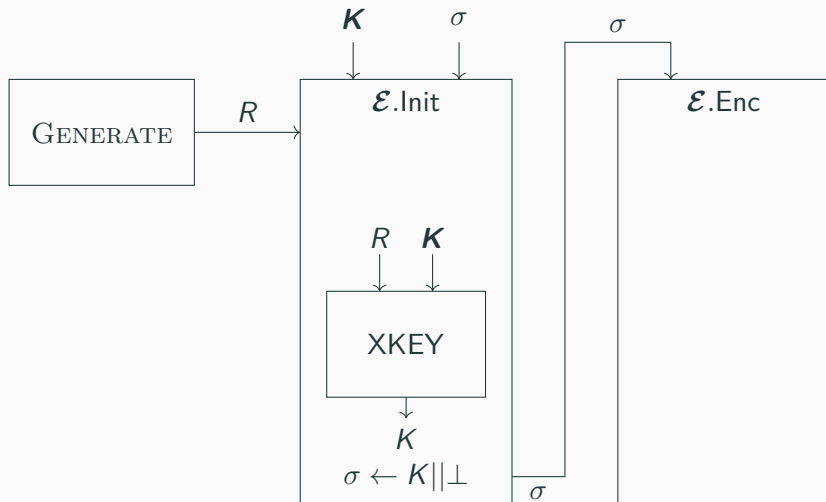 𝑲 σ σ
𝓔.Init 𝓔.Enc
GENERATE R
R 𝑲
XKEY
K
σ ← K||⊥
σ